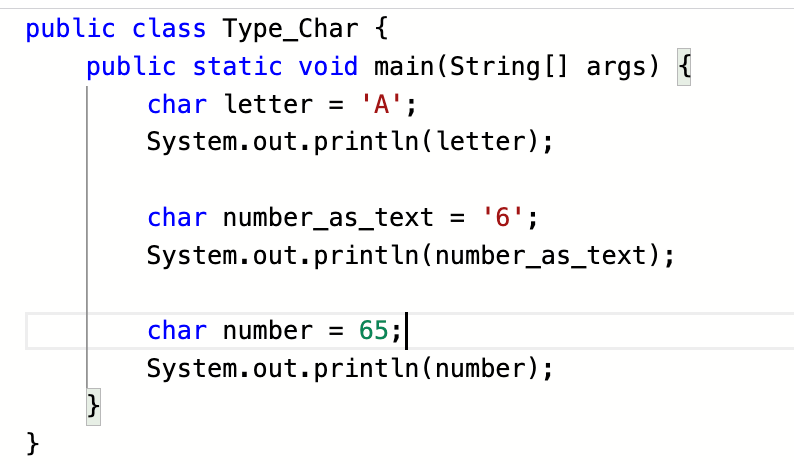 public class Type_Char {
    public static void main(String[] args) {
        char letter = 'A';
        System.out.println(letter);

        char number_as_text = '6';
        System.out.println(number_as_text);

        char number = 65;
        System.out.println(number);
    }
}